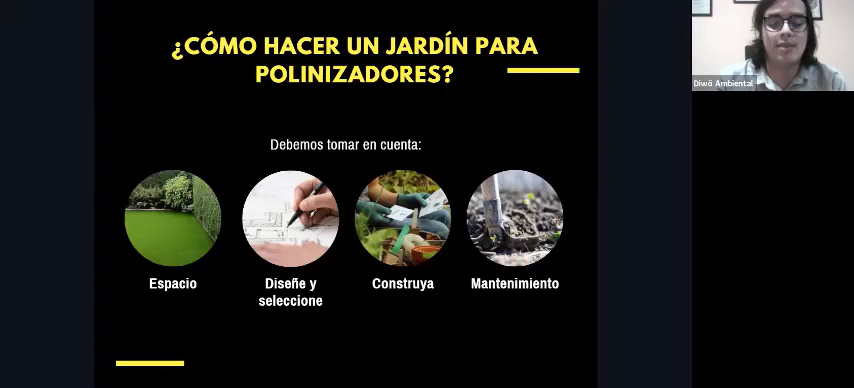 ¿CÓMO HACER UN JARDÍN PARA
POLINIZADORES?
Debemos tomar en cuenta:
Espacio
Diseñe y
seleccione
Construya
Mantenimiento
Diwö Ambiental